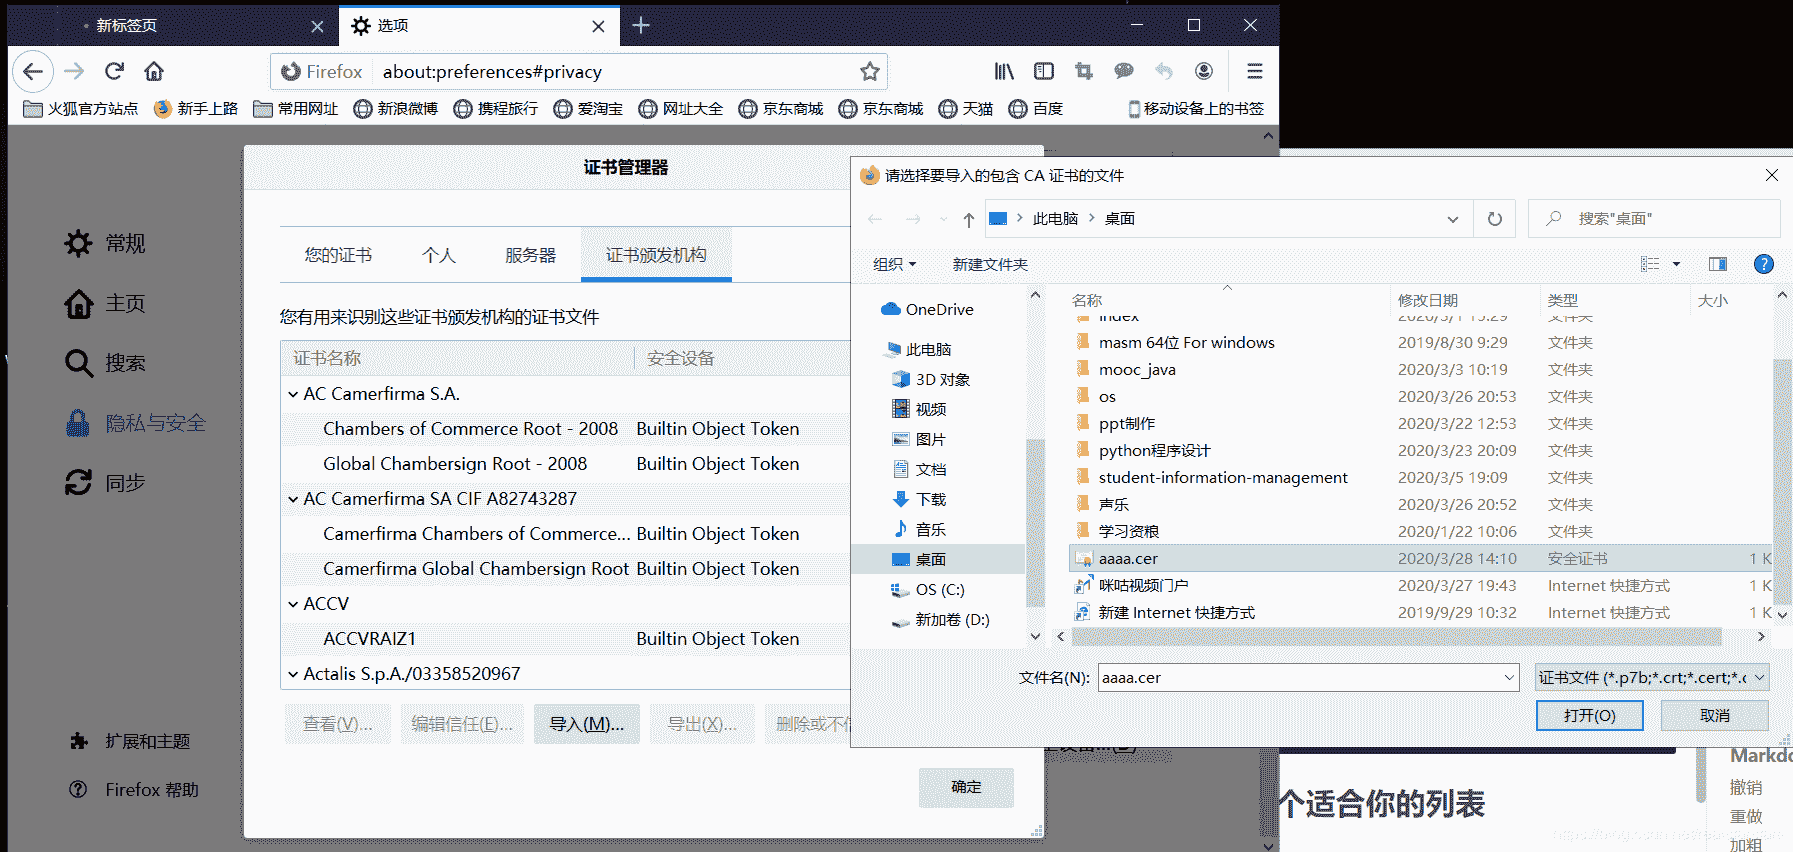 新标签页
选项
Firefox
about:preferences#privacy
火狐官方站点 新手上路 常用网址 新浪微博 携程旅行 爱淘宝 网址大全 京东商城 京东商城 天猫 百度 移动设备上的书签
常规
主页
搜索
隐私与安全
同步
扩展和主题
Firefox 帮助
证书管理器
您的证书 个人 服务器 证书颁发机构
您有用来识别这些证书颁发机构的证书文件
证书名称 安全设备
AC Camerfirma S.A.
Chambers of Commerce Root - 2008 Builtin Object Token
Global Chambersign Root - 2008 Builtin Object Token
AC Camerfirma SA CIF A82743287
Camerfirma Chambers of Commerce... Builtin Object Token
Camerfirma Global Chambersign Root Builtin Object Token
ACCV
ACCVRAIZ1 Builtin Object Token
Actalis S.p.A./03358520967
查看(V)... 编辑信任(E)... 导入(M)... 导出(X)... 删除或不信
确定
请选择要导入的包含 CA 证书的文件
此电脑 桌面
搜索"桌面"
组织 新建文件夹
OneDrive
此电脑
3D 对象
视频
图片
文档
下载
音乐
桌面
OS (C:)
新加卷 (D:)
名称 修改日期 类型 大小
index 2020/3/1 15:29 文件夹
masm 64位 For windows 2019/8/30 9:29 文件夹
mooc_java 2020/3/3 10:19 文件夹
os 2020/3/26 20:53 文件夹
ppt制作 2020/3/22 12:53 文件夹
python程序设计 2020/3/23 20:09 文件夹
student-information-management 2020/3/5 19:09 文件夹
声乐 2020/3/26 20:52 文件夹
学习资粮 2020/1/22 10:06 文件夹
aaaa.cer 2020/3/28 14:10 安全证书 1 K
咪咕视频门户 2020/3/27 19:43 Internet 快捷方式 1 K
新建 Internet 快捷方式 2019/9/29 10:32 Internet 快捷方式 1 K
文件名(N): aaaa.cer 证书文件 (*.p7b;*.crt;*.cert;*.c
打开(O) 取消
个适合你的列表
Markdo
撤销
重做
加粗